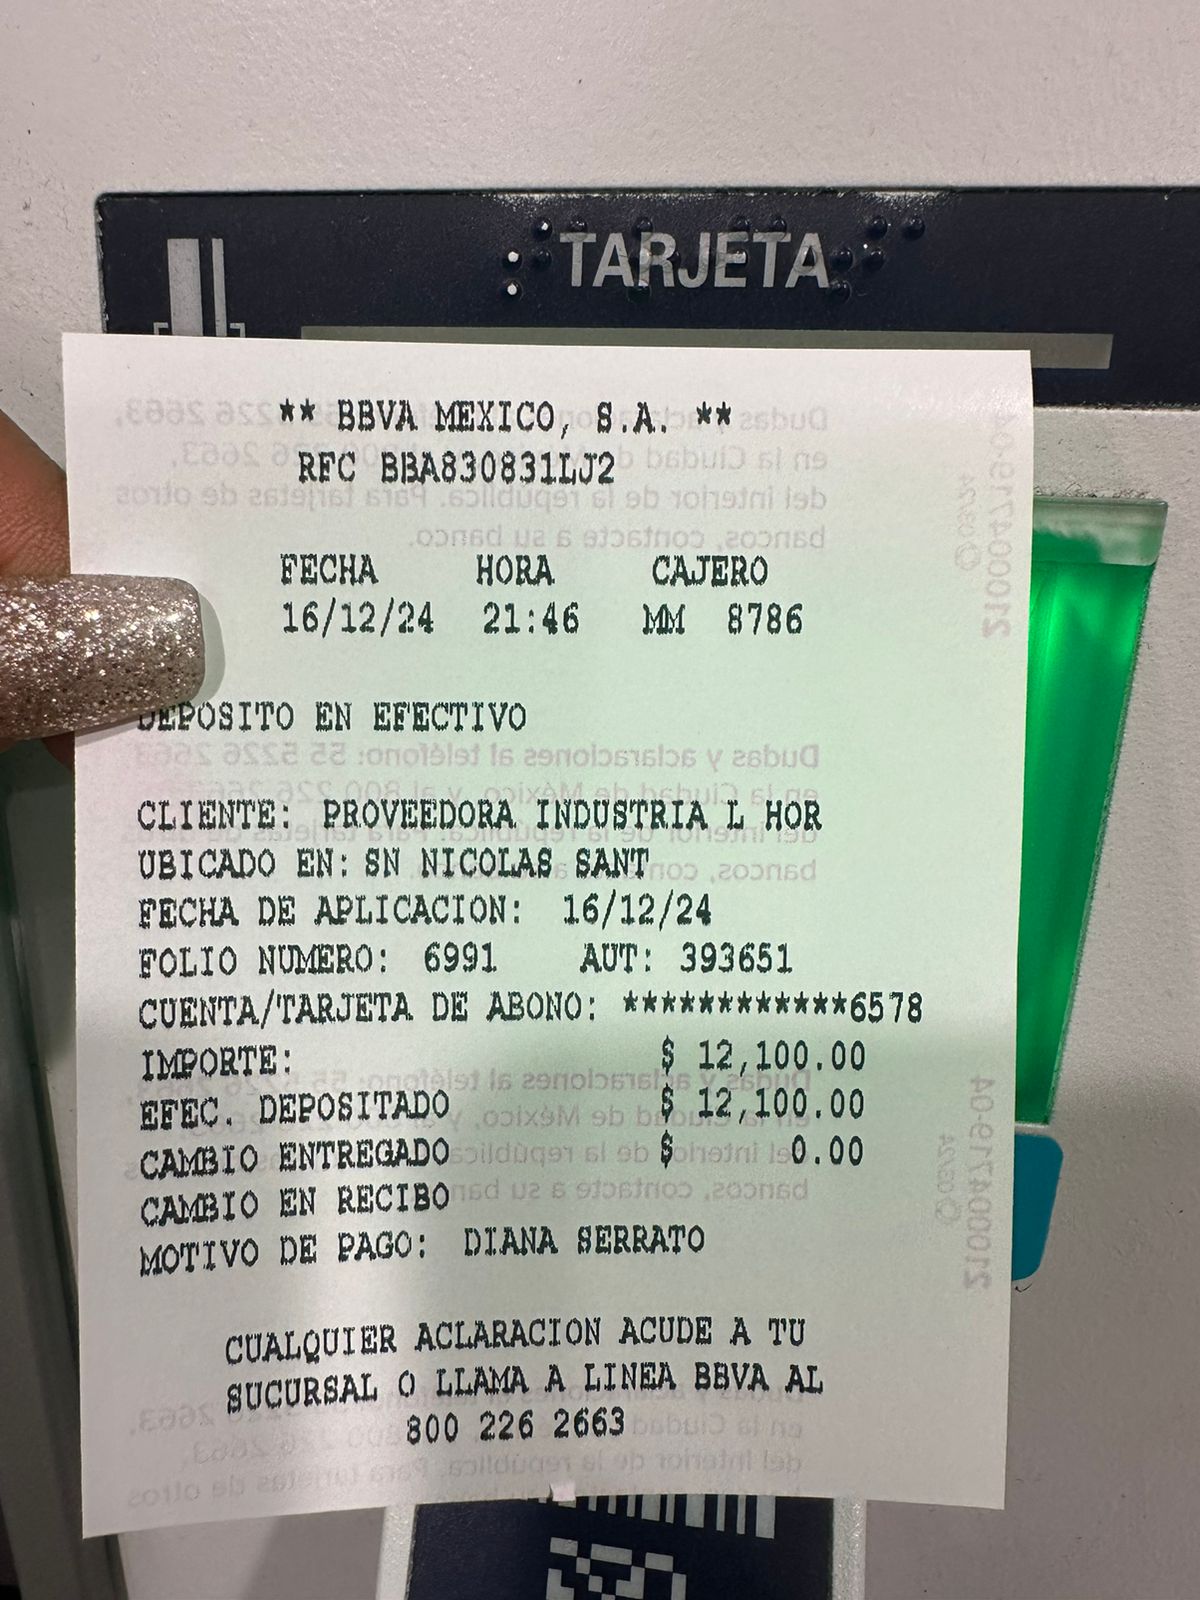 TARJETA
** BBVA MEXICO, S.A. **
RFC BBA830831LJ2
FECHA HORA CAJERO
16/12/24 21:46 MM 8786
DEPOSITO EN EFECTIVO
CLIENTE: PROVEEDORA INDUSTRIA L HOR
UBICADO EN: SN NICOLAS SANT
FECHA DE APLICACION: 16/12/24
FOLIO NUMERO: 6991 AUT: 393651
CUENTA/TARJETA DE ABONO: ************6578
IMPORTE: $ 12,100.00
EFEC. DEPOSITADO $ 12,100.00
CAMBIO ENTREGADO $ 0.00
CAMBIO EN RECIBO
MOTIVO DE PAGO: DIANA SERRATO
CUALQUIER ACLARACION ACUDE A TU
SUCURSAL O LLAMA A LINEA BBVA AL
800 226 2663